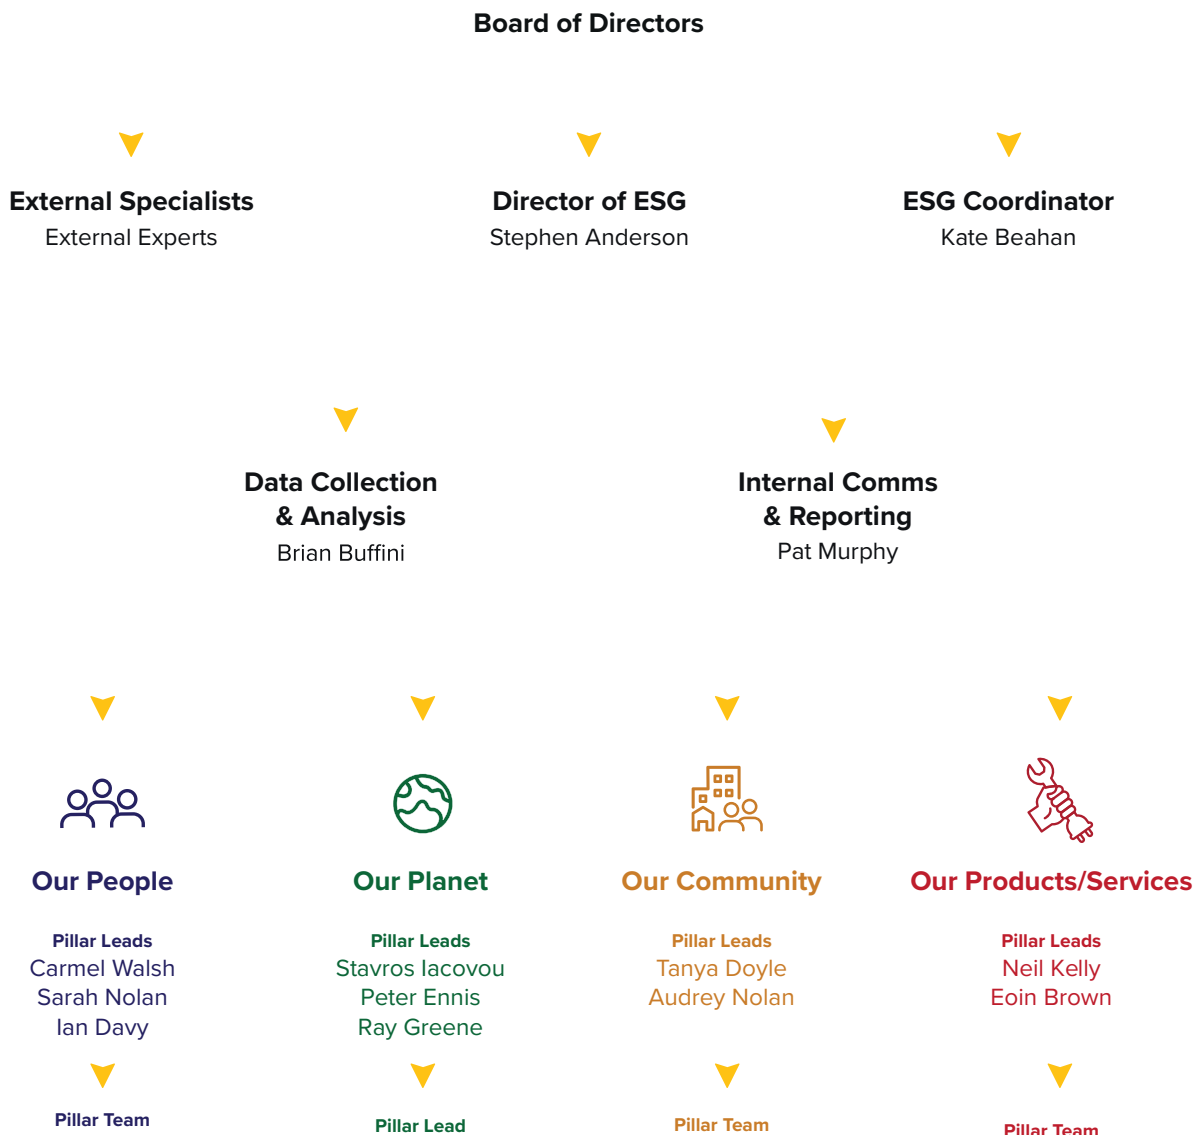 Board of Directors
External Specialists
External Experts
Director of ESG
Stephen Anderson
ESG Coordinator
Kate Beahan
Data Collection
& Analysis
Brian Buffini
Internal Comms
& Reporting
Pat Murphy
Our People
Pillar Leads
Carmel Walsh
Sarah Nolan
Ian Davy
Pillar Team
Our Planet
Pillar Leads
Stavros Iacovou
Peter Ennis
Ray Greene
Pillar Lead
Our Community
Pillar Leads
Tanya Doyle
Audrey Nolan
Pillar Team
Our Products/Services
Pillar Leads
Neil Kelly
Eoin Brown
Pillar Team